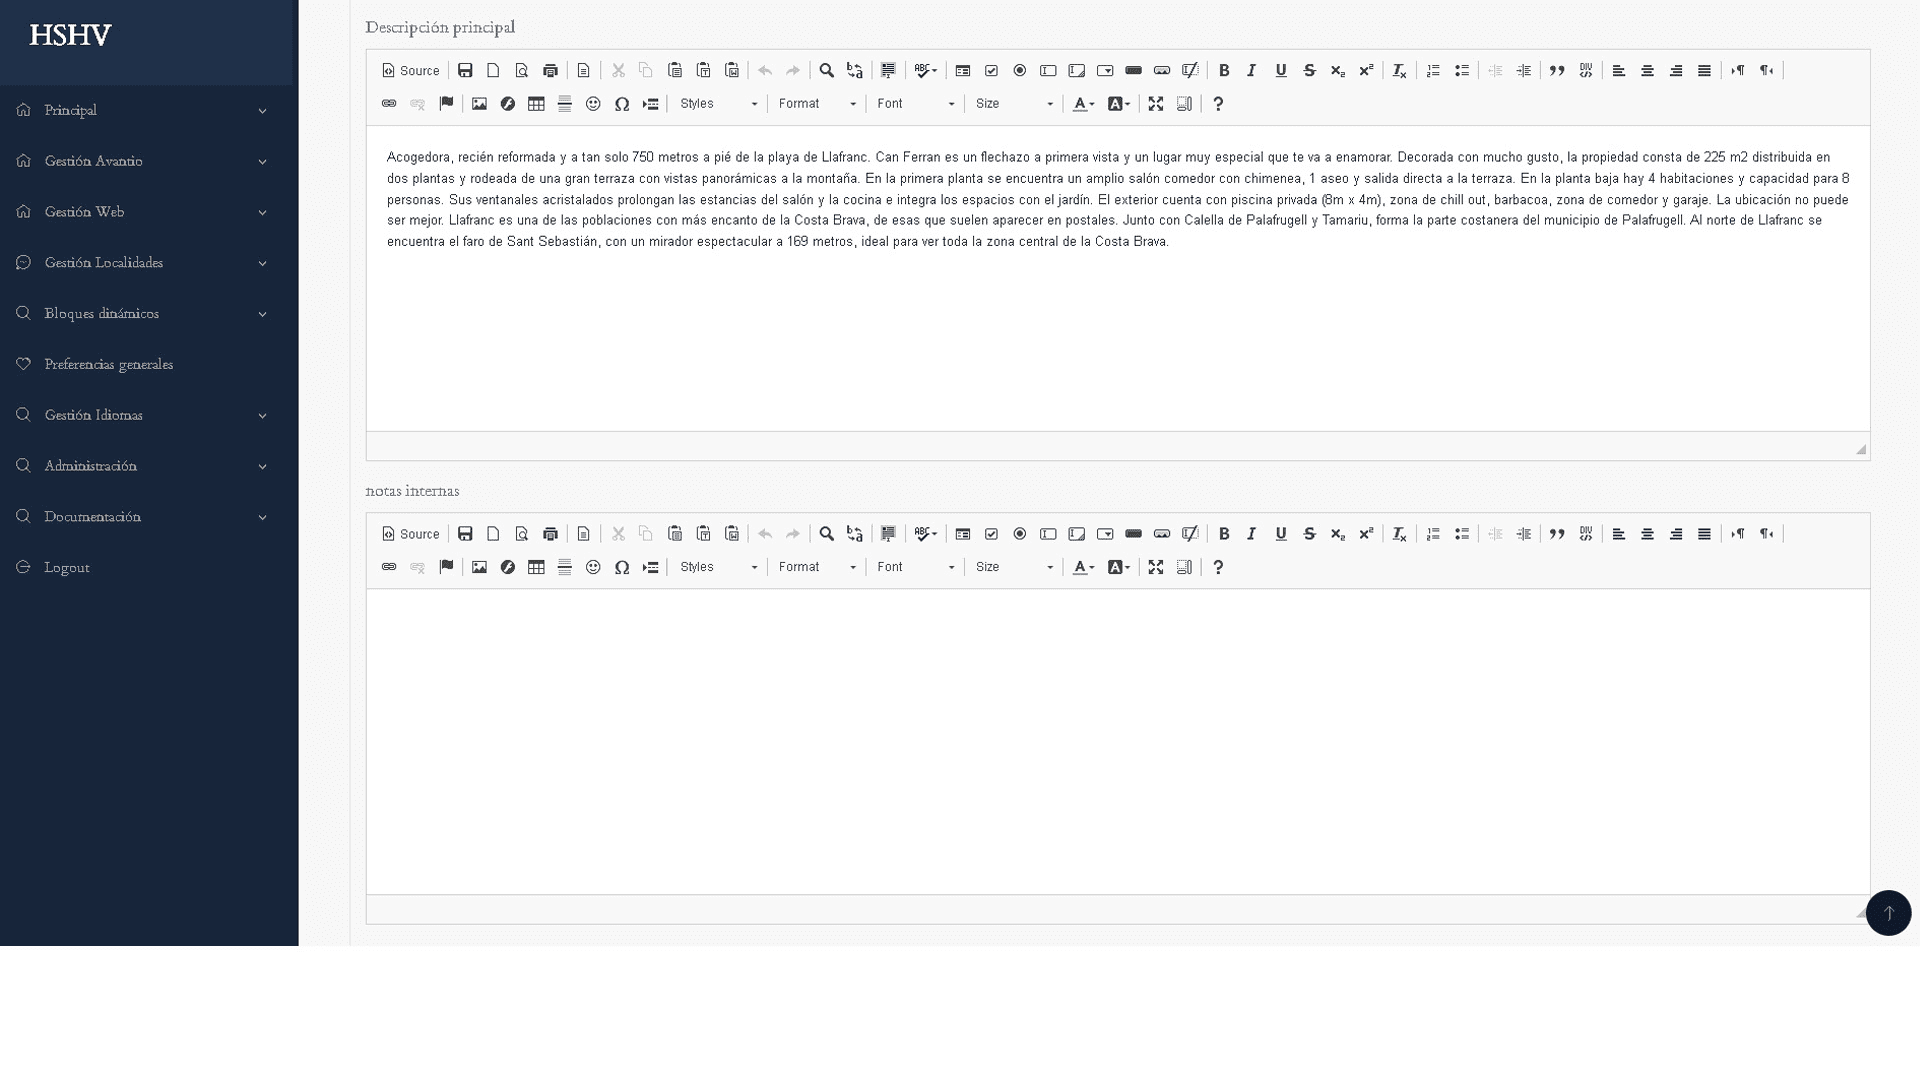 HSHV
Principal
Gestión Avantio
Gestión Web
Gestión Localidades
Bloques dinámicos
Preferencias generales
Gestión Idiomas
Administración
Documentación
Logout
Descripción principal
Source
Styles Format Font Size
Acogedora, recién reformada y a tan solo 750 metros a pié de la playa de Llafranc. Can Ferran es un flechazo a primera vista y un lugar muy especial que te va a enamorar. Decorada con mucho gusto, la propiedad consta de 225 m2 distribuida en
dos plantas y rodeada de una gran terraza con vistas panorámicas a la montaña. En la primera planta se encuentra un amplio salón comedor con chimenea, 1 aseo y salida directa a la terraza. En la planta baja hay 4 habitaciones y capacidad para 8
personas. Sus ventanales acristalados prolongan las estancias del salón y la cocina e integra los espacios con el jardín. El exterior cuenta con piscina privada (8m x 4m), zona de chill out, barbacoa, zona de comedor y garaje. La ubicación no puede
ser mejor. Llafranc es una de las poblaciones con más encanto de la Costa Brava, de esas que suelen aparecer en postales. Junto con Calella de Palafrugell y Tamariu, forma la parte costanera del municipio de Palafrugell. Al norte de Llafranc se
encuentra el faro de Sant Sebastián, con un mirador espectacular a 169 metros, ideal para ver toda la zona central de la Costa Brava.
notas internas
Source
Styles Format Font Size